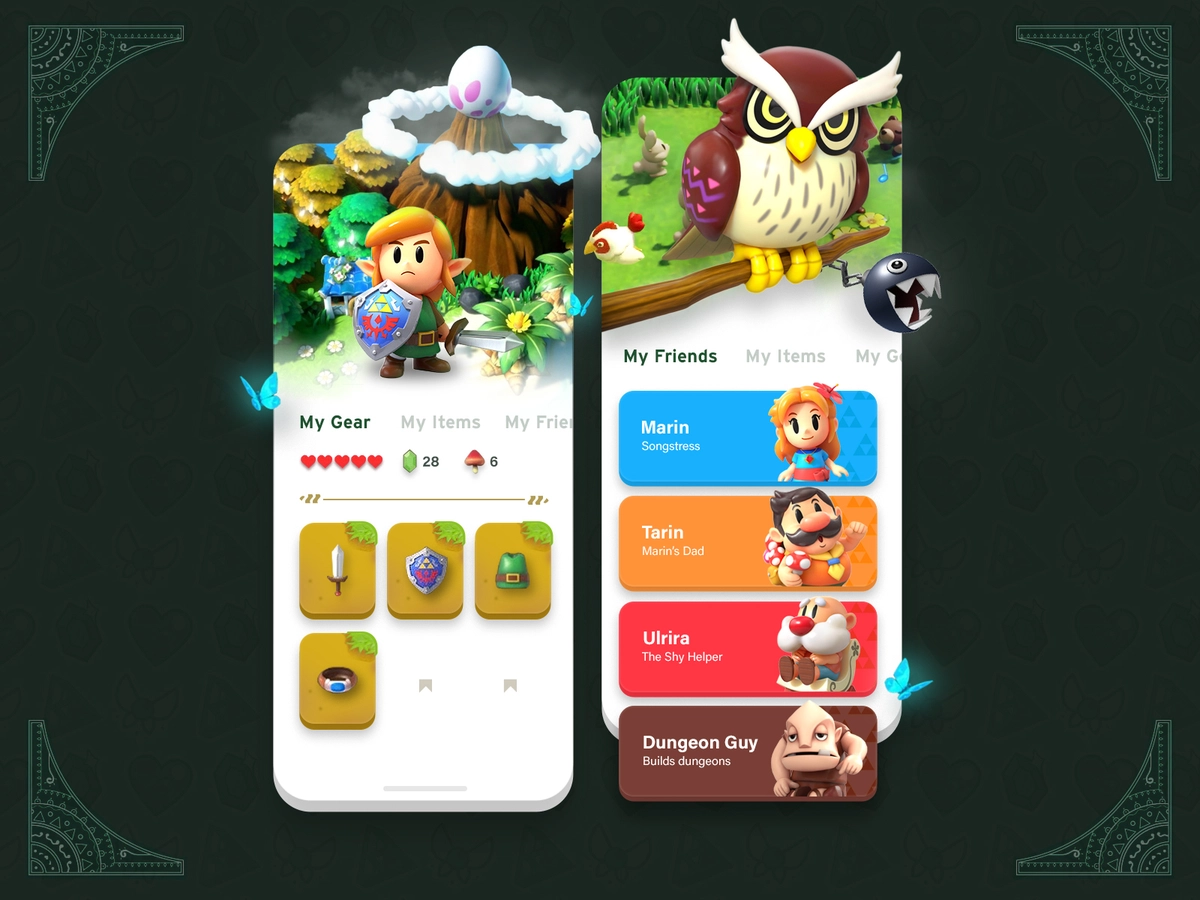 My Gear
My Items
My Frien
28
6
My Friends
My Items
My G
Marin
Songstress
Tarin
Marin's Dad
Ulrira
The Shy Helper
Dungeon Guy
Builds dungeons